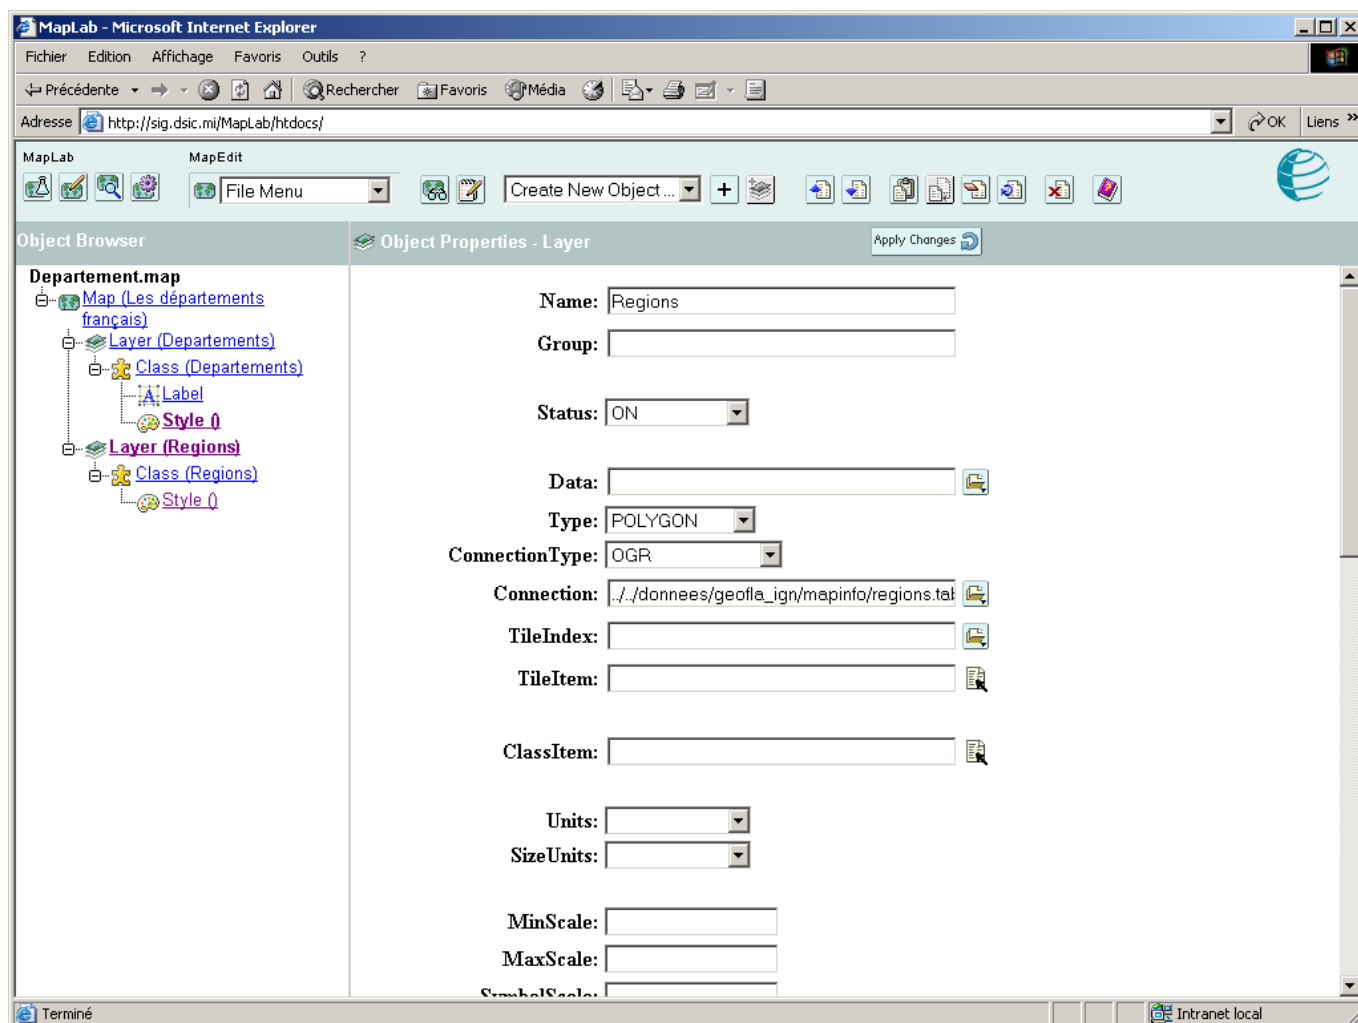 MapLab - Microsoft Internet Explorer
Fichier Edition Affichage Favoris Outils ?
Précédente Rechercher Favoris Média
Adresse http://sig.dsic.mi/MapLab/htdocs/ OK Liens »
MapLab MapEdit
File Menu Create New Object ...
Object Browser Object Properties - Layer Apply Changes
Departement.map
Map (Les départements
français)
Layer (Departements)
Class (Departements)
Label
Style ()
Layer (Regions)
Class (Regions)
Style ()
Name: Regions
Group:
Status: ON
Data:
Type: POLYGON
ConnectionType: OGR
Connection: ../../donnees/geofla_ign/mapinfo/regions.tab
TileIndex:
TileItem:
ClassItem:
Units:
SizeUnits:
MinScale:
MaxScale:
SymbolScale:
Terminé Intranet local